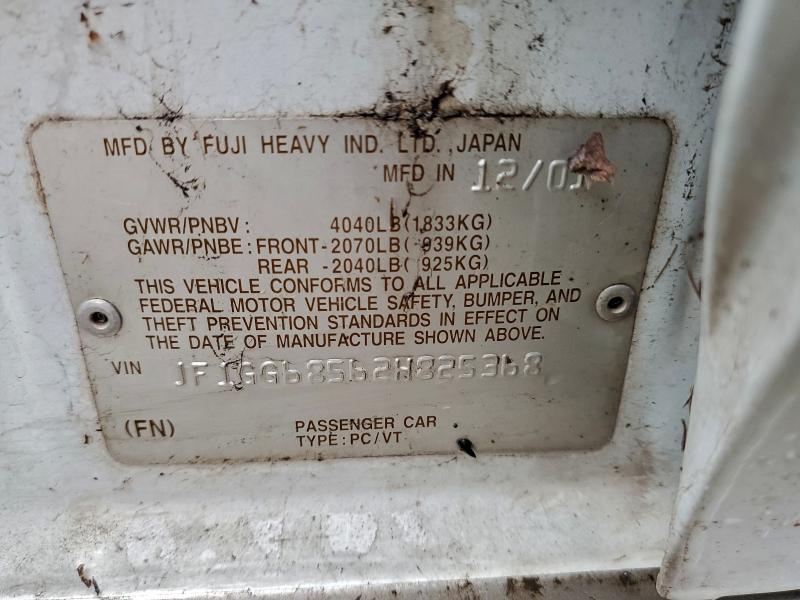 MFD BY FUJI HEAVY IND. LTD. JAPAN
MFD IN 12/01
GVWR/PNBV : 4040LB(1833KG)
GAWR/PNBE : FRONT-2070LB( 939KG)
REAR -2040LB( 925KG)
THIS VEHICLE CONFORMS TO ALL APPLICABLE
FEDERAL MOTOR VEHICLE SAFETY, BUMPER, AND
THEFT PREVENTION STANDARDS IN EFFECT ON
THE DATE OF MANUFACTURE SHOWN ABOVE.
VIN JF1GG68562H825368
(FN)
PASSENGER CAR
TYPE : PC/VT